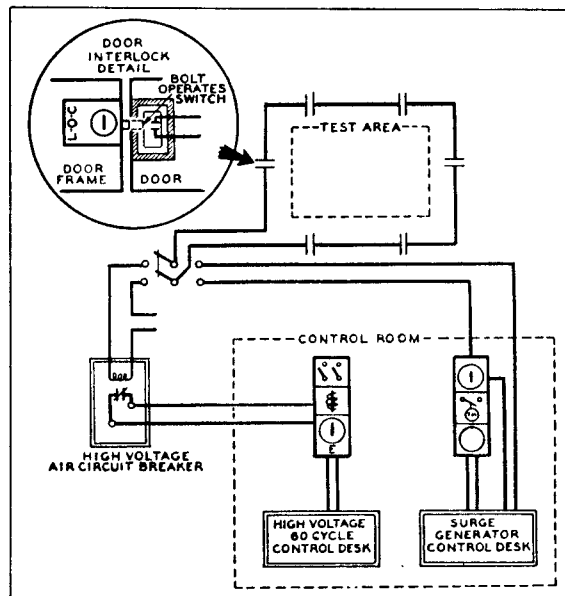 DOOR
INTERLOCK
DETAIL
BOLT
OPERATES
SWITCH
L-O-C
DOOR
FRAME
DOOR
TEST AREA
CONTROL ROOM
E
HIGH VOLTAGE
AIR CIRCUIT BREAKER
HIGH VOLTAGE
60 CYCLE
CONTROL DESK
SURGE
GENERATOR
CONTROL DESK